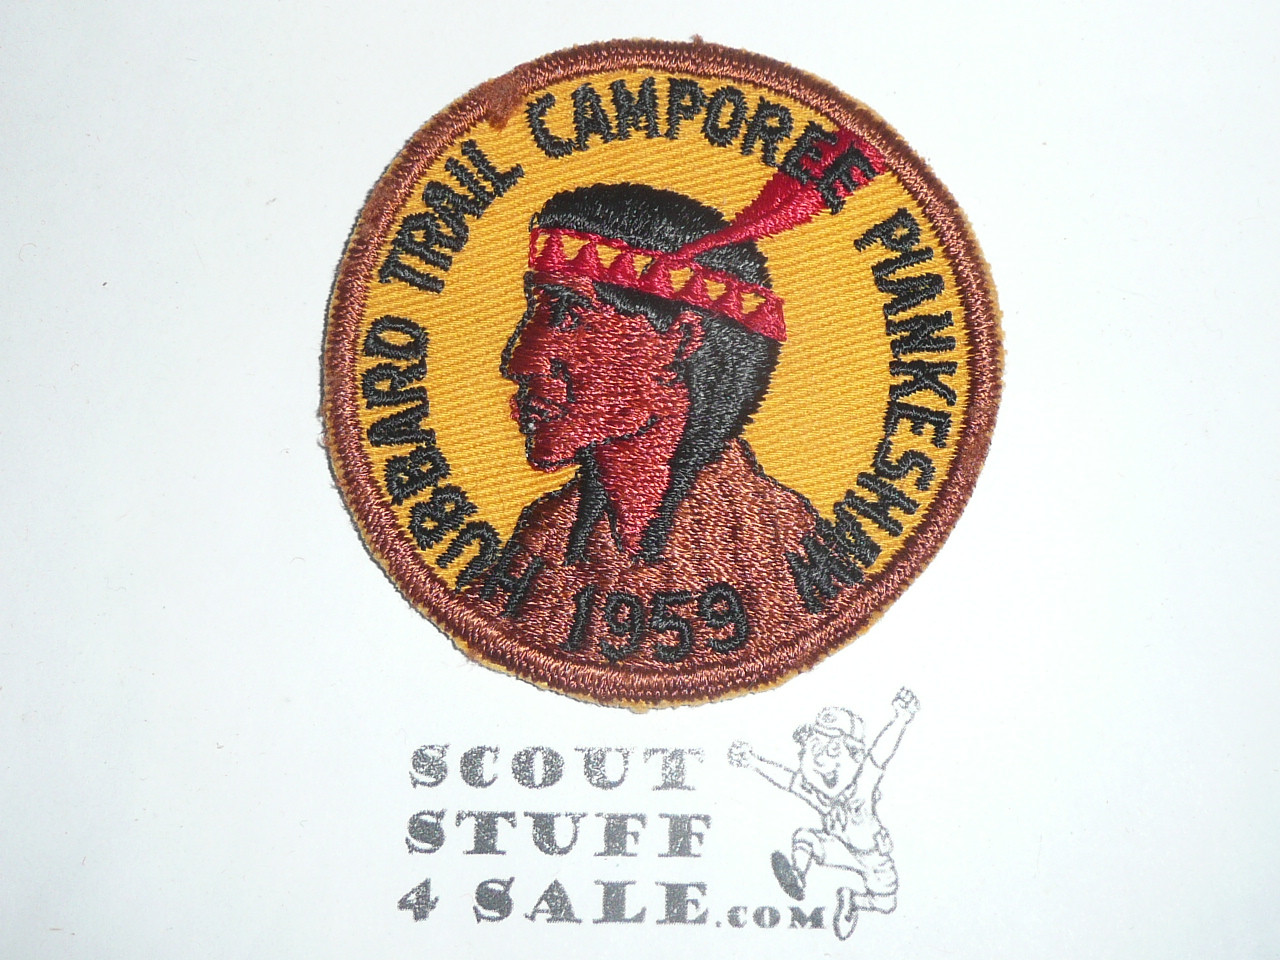 HUBBARD TRAIL CAMPOREE PIANKESHAW
1959
SCOUT
STUFF
4 SALE.COM